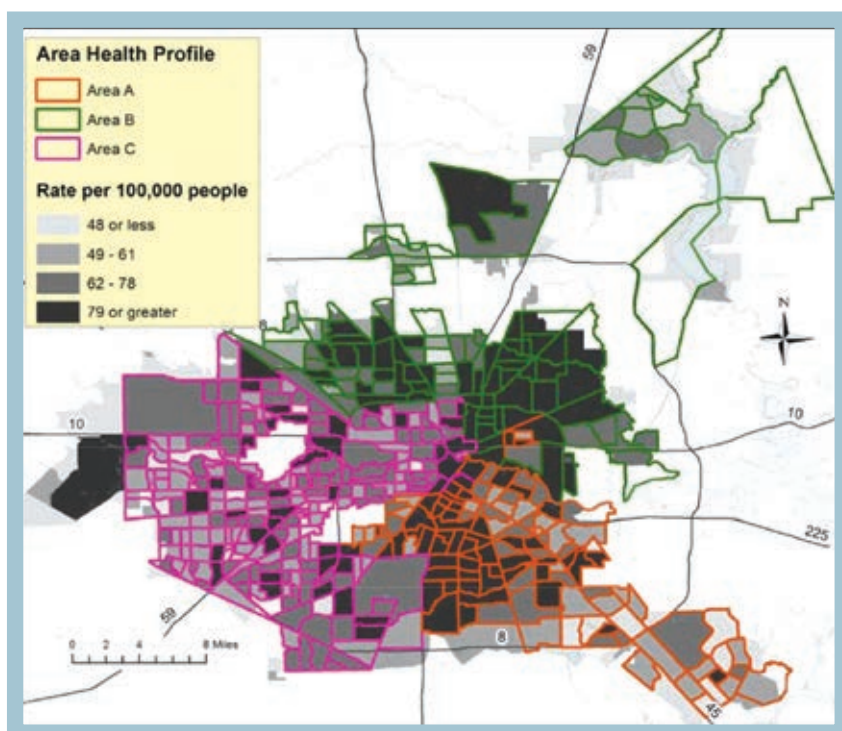 Area Health Profile
Area A
Area B
Area C
Rate per 100,000 people
48 or less
49 - 61
62 - 78
79 or greater
59
N
8
10
10
225
59
0 2 4 8 Miles
8
45